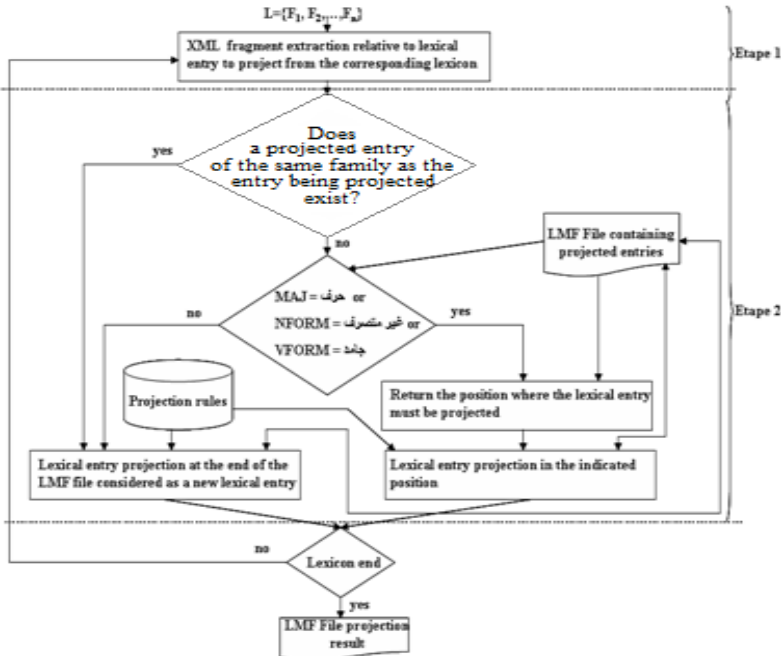 L={F1, F2,...,Fn}
XML fragment extraction relative to lexical
entry to project from the corresponding lexicon
Etape 1
Does
a projected entry
of the same family as the
entry being projected
exist?
yes
no
LMF File containing
projected entries
MAJ = حرف or
NFORM = غير متصرف or
VFORM = جامد
no
yes
Etape 2
Projection rules
Return the position where the lexical entry
must be projected
Lexical entry projection at the end of the
LMF file considered as a new lexical entry
Lexical entry projection in the indicated
position
no
Lexicon end
yes
LMF File projection
result